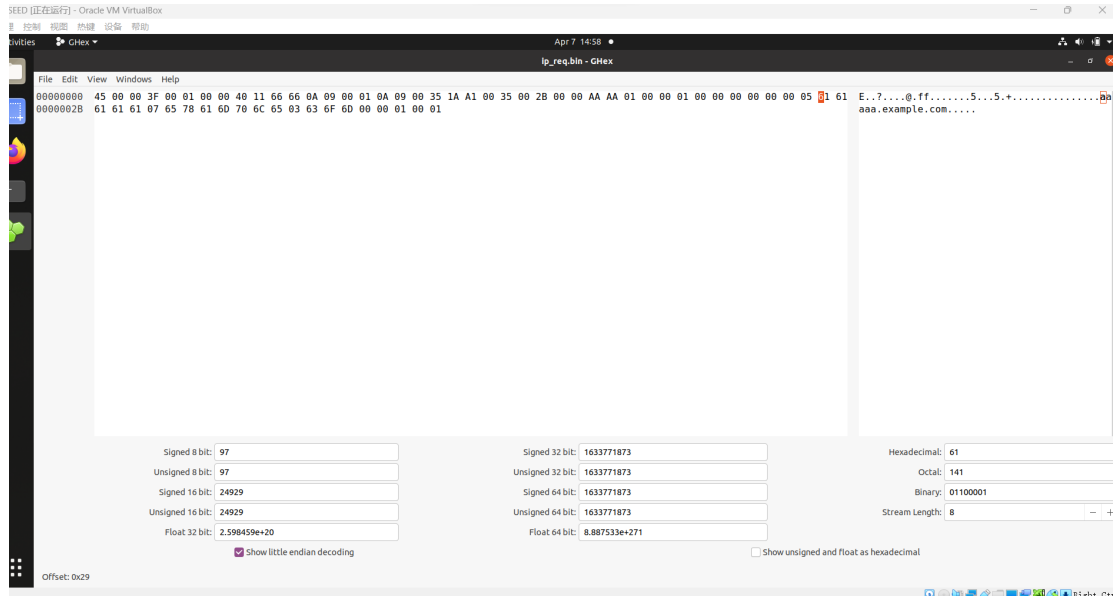 SEED [正在运行] - Oracle VM VirtualBox
控制 视图 热键 设备 帮助
tivities GHex Apr 7 14:58
ip_req.bin - GHex
File Edit View Windows Help
00000000 45 00 00 3F 00 01 00 00 40 11 66 66 0A 09 00 01 0A 09 00 35 1A A1 00 35 00 2B 00 00 AA AA 01 00 00 01 00 00 00 00 00 00 05 61 61 E..?....@.ff.......5...5.+...............aa
0000002B 61 61 61 07 65 78 61 6D 70 6C 65 03 63 6F 6D 00 00 01 00 01 aaa.example.com.....
Signed 8 bit: 97 Signed 32 bit: 1633771873 Hexadecimal: 61
Unsigned 8 bit: 97 Unsigned 32 bit: 1633771873 Octal: 141
Signed 16 bit: 24929 Signed 64 bit: 1633771873 Binary: 01100001
Unsigned 16 bit: 24929 Unsigned 64 bit: 1633771873 Stream Length: 8 - +
Float 32 bit: 2.598459e+20 Float 64 bit: 8.887533e+271
Show little endian decoding Show unsigned and float as hexadecimal
Offset: 0x29
Right Ct